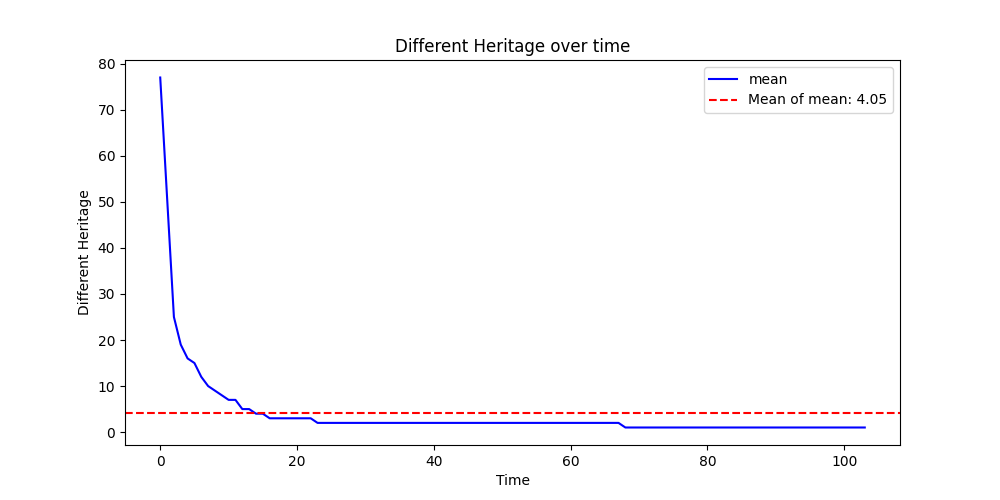 Different Heritage over time
mean
Mean of mean: 4.05
Different Heritage
80
70
60
50
40
30
20
10
0
0 20 40 60 80 100
Time